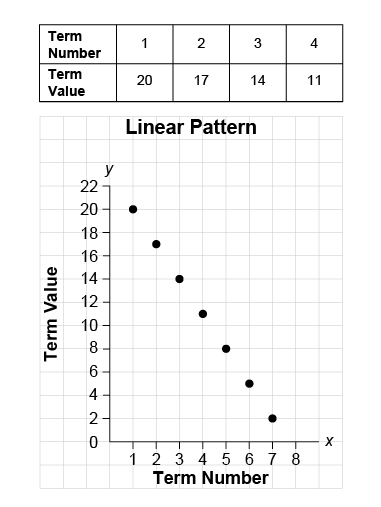 Term Number 1 2 3 4
Term Value 20 17 14 11
Linear Pattern
y
22
20
18
16
14
12
10
8
6
4
2
0
Term Value
1 2 3 4 5 6 7 8 x
Term Number